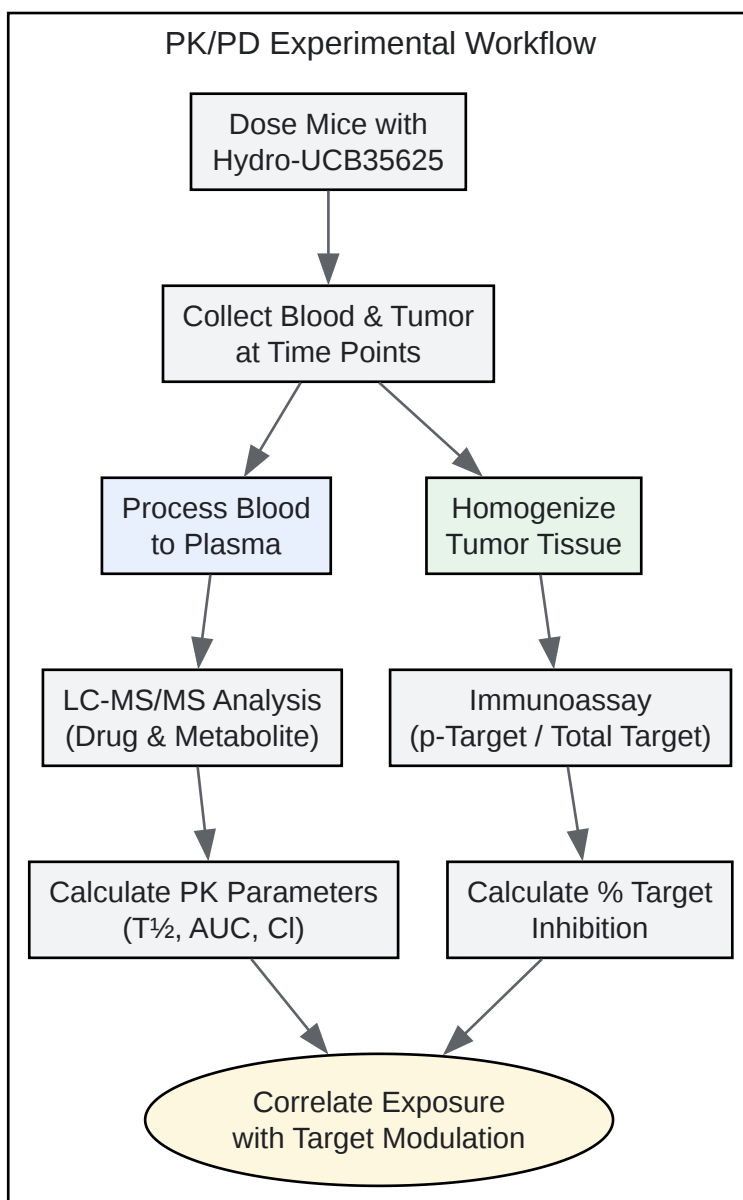 PK/PD Experimental Workflow
Dose Mice with
Hydro-UCB35625
Collect Blood & Tumor
at Time Points
Process Blood
to Plasma
Homogenize
Tumor Tissue
LC-MS/MS Analysis
(Drug & Metabolite)
Immunoassay
(p-Target / Total Target)
Calculate PK Parameters
(T½, AUC, Cl)
Calculate % Target
Inhibition
Correlate Exposure
with Target Modulation